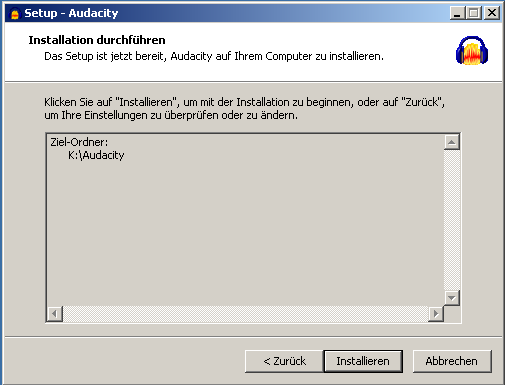 Setup - Audacity
Installation durchführen
Das Setup ist jetzt bereit, Audacity auf Ihrem Computer zu installieren.
Klicken Sie auf "Installieren", um mit der Installation zu beginnen, oder auf "Zurück",
um Ihre Einstellungen zu überprüfen oder zu ändern.
Ziel-Ordner:
K:\Audacity
< Zurück
Installieren
Abbrechen